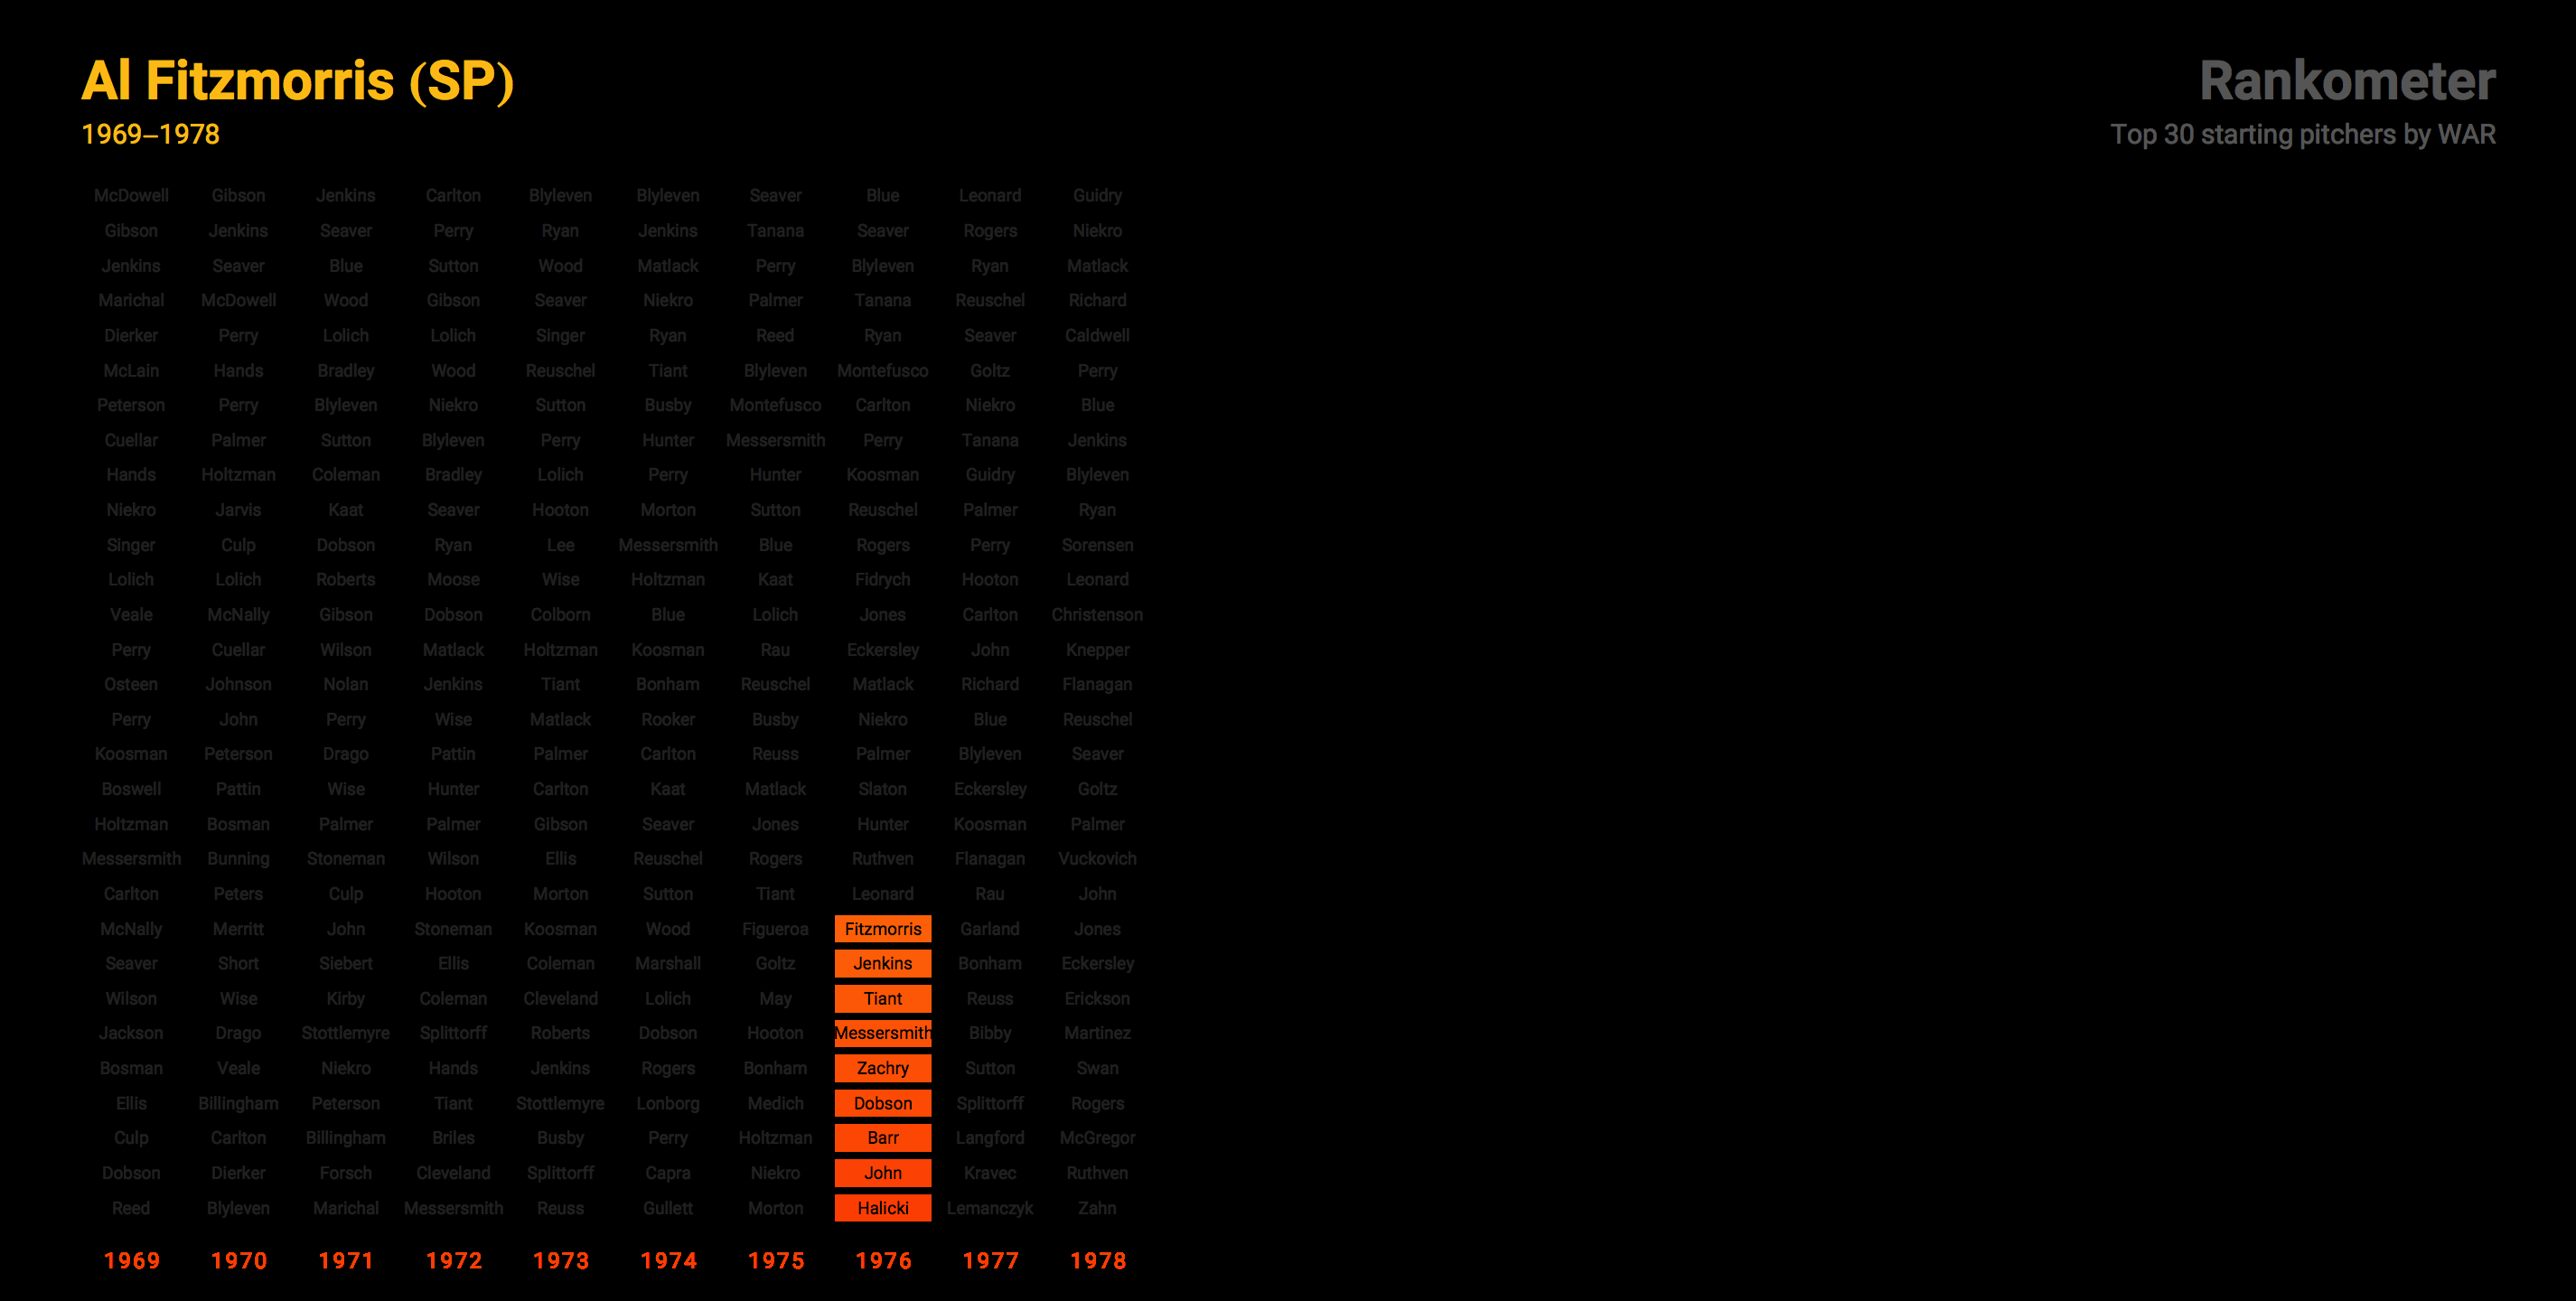 Al Fitzmorris (SP)
1969–1978
Rankometer
Top 30 starting pitchers by WAR
McDowell Gibson Jenkins Carlton Blyleven Blyleven Seaver Blue Leonard Guidry
Gibson Jenkins Seaver Perry Ryan Jenkins Tanana Seaver Rogers Niekro
Jenkins Seaver Blue Sutton Wood Matlack Perry Blyleven Ryan Matlack
Marichal McDowell Wood Gibson Seaver Niekro Palmer Tanana Reuschel Richard
Dierker Perry Lolich Lolich Singer Ryan Reed Ryan Seaver Caldwell
McLain Hands Bradley Wood Reuschel Tiant Blyleven Montefusco Goltz Perry
Peterson Perry Blyleven Niekro Sutton Busby Montefusco Carlton Niekro Blue
Cuellar Palmer Sutton Blyleven Perry Hunter Messersmith Perry Tanana Jenkins
Hands Holtzman Coleman Bradley Lolich Perry Hunter Koosman Guidry Blyleven
Niekro Jarvis Kaat Seaver Hooton Morton Sutton Reuschel Palmer Ryan
Singer Culp Dobson Ryan Lee Messersmith Blue Rogers Perry Sorensen
Lolich Lolich Roberts Moose Wise Holtzman Kaat Fidrych Hooton Leonard
Veale McNally Gibson Dobson Colborn Blue Lolich Jones Carlton Christenson
Perry Cuellar Wilson Matlack Holtzman Koosman Rau Eckersley John Knepper
Osteen Johnson Nolan Jenkins Tiant Bonham Reuschel Matlack Richard Flanagan
Perry John Perry Wise Matlack Rooker Busby Niekro Blue Reuschel
Koosman Peterson Drago Pattin Palmer Carlton Reuss Palmer Blyleven Seaver
Boswell Pattin Wise Hunter Carlton Kaat Matlack Slaton Eckersley Goltz
Holtzman Bosman Palmer Palmer Gibson Seaver Jones Hunter Koosman Palmer
Messersmith Bunning Stoneman Wilson Ellis Reuschel Rogers Ruthven Flanagan Vuckovich
Carlton Peters Culp Hooton Morton Sutton Tiant Leonard Rau John
McNally Merritt John Stoneman Koosman Wood Figueroa Fitzmorris Garland Jones
Seaver Short Siebert Ellis Coleman Marshall Goltz Jenkins Bonham Eckersley
Wilson Wise Kirby Coleman Cleveland Lolich May Tiant Reuss Erickson
Jackson Drago Stottlemyre Splittorff Roberts Dobson Hooton Messersmith Bibby Martinez
Bosman Veale Niekro Hands Jenkins Rogers Bonham Zachry Sutton Swan
Ellis Billingham Peterson Tiant Stottlemyre Lonborg Medich Dobson Splittorff Rogers
Culp Carlton Billingham Briles Busby Perry Holtzman Barr Langford McGregor
Dobson Dierker Forsch Cleveland Splittorff Capra Niekro John Kravec Ruthven
Reed Blyleven Marichal Messersmith Reuss Gullett Morton Halicki Lemanczyk Zahn
1969 1970 1971 1972 1973 1974 1975 1976 1977 1978